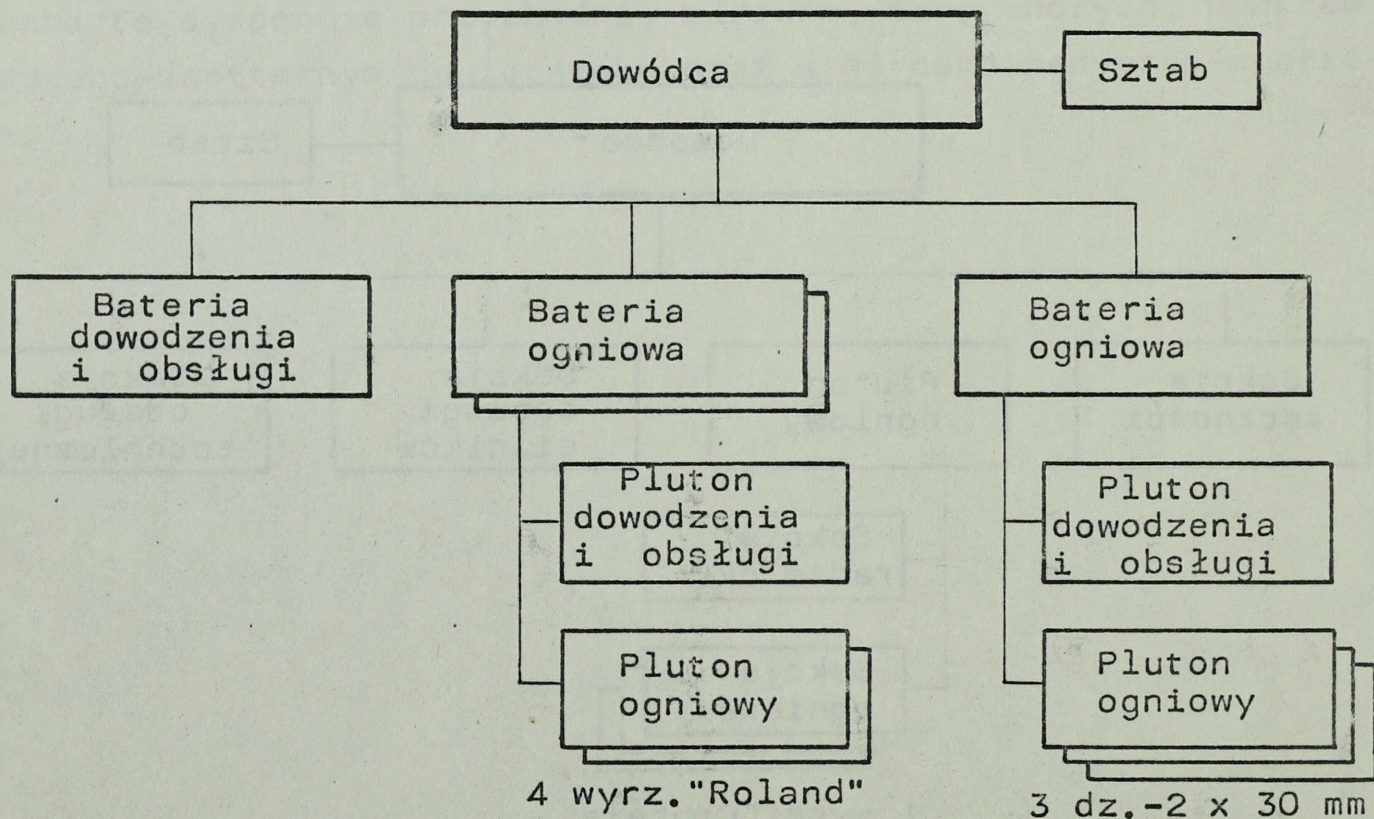 Dowódca
Sztab
Bateria
dowodzenia
i obsługi
Bateria
ogniowa
Bateria
ogniowa
Pluton
dowodzenia
i obsługi
Pluton
ogniowy
4 wyrz."Roland"
Pluton
dowodzenia
i obsługi
Pluton
ogniowy
3 dz.-2 x 30 mm